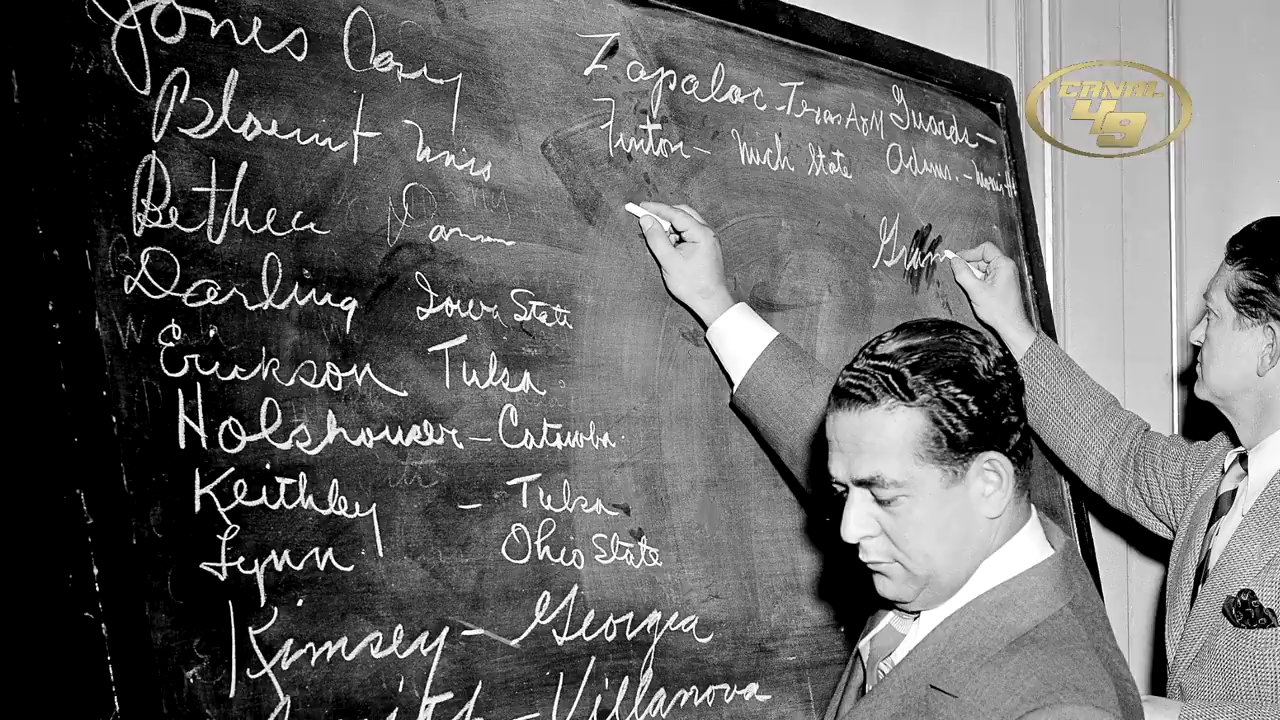 Jones
Blount Miss
Bethea
Darling Iowa State
Erickson Tulsa
Holshouser - Catawba
Keithley - Tulsa
Lynn Ohio State
Kimsey - Georgia
- Villanova
Zapalac - Texas A&M
- Mich State
Guards -
Adams. -
CANAL
49